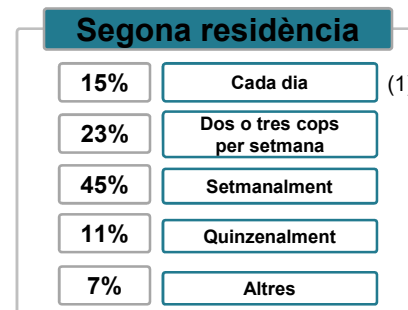 Segona residència
15% Cada dia (1)
23% Dos o tres cops
per setmana
45% Setmanalment
11% Quinzenalment
7% Altres